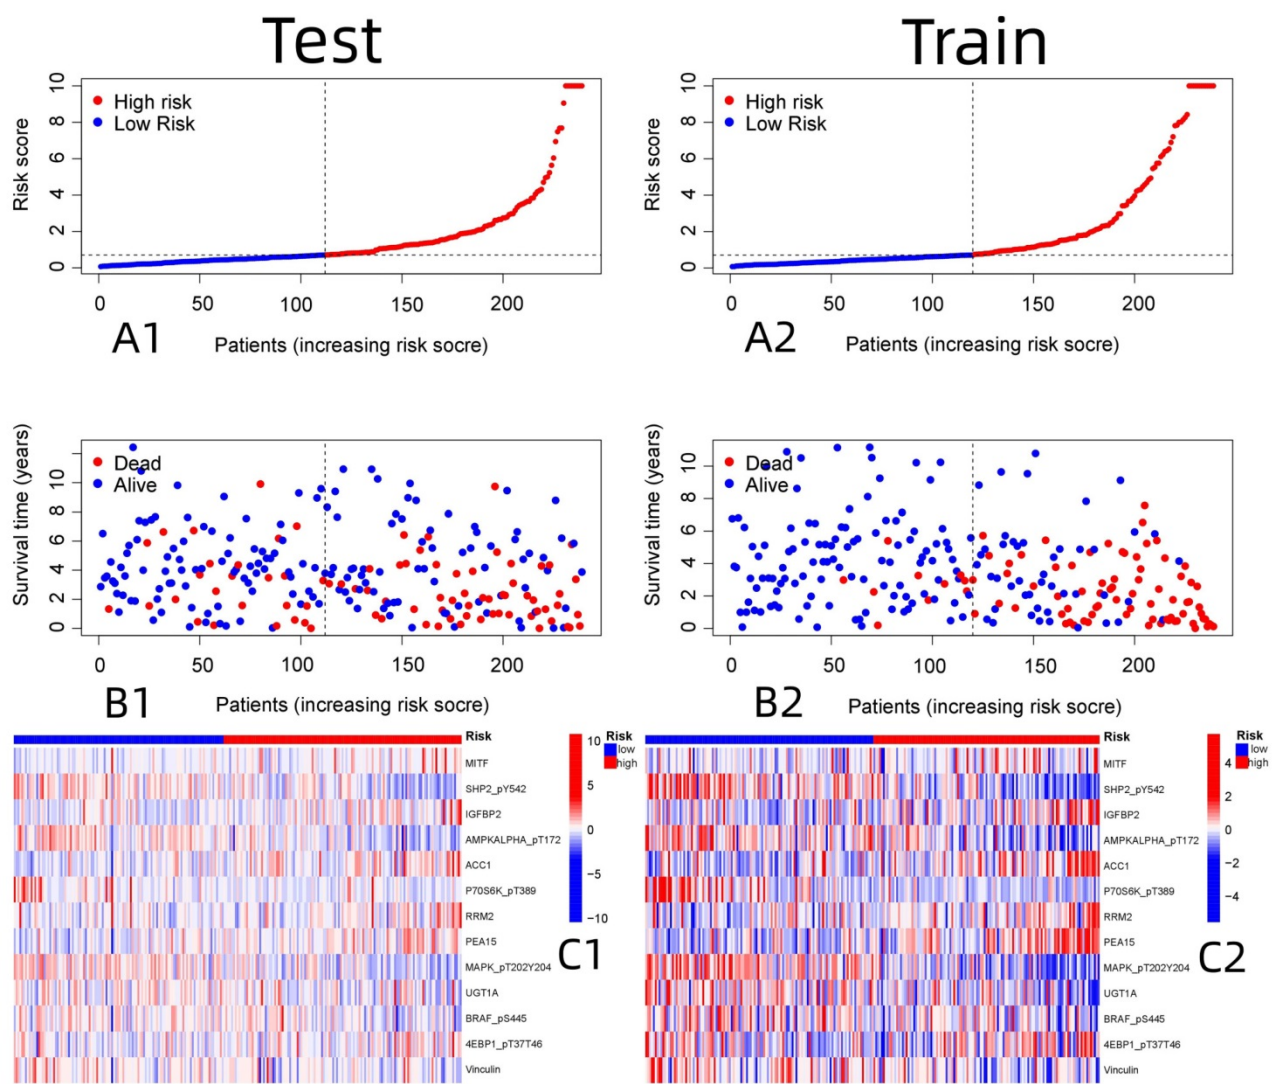 Test
Train
10
8
6
4
2
0
Risk score
High risk
Low Risk
0
50
100
150
200
A1
Patients (increasing risk socre)
10
8
6
4
2
0
Risk score
High risk
Low Risk
0
50
100
150
200
A2
Patients (increasing risk socre)
10
8
6
4
2
0
Survival time (years)
Dead
Alive
0
50
100
150
200
B1
Patients (increasing risk socre)
10
8
6
4
2
0
Survival time (years)
Dead
Alive
0
50
100
150
200
B2
Patients (increasing risk socre)
Risk
MITF
SHP2_pY542
IGFBP2
AMPKALPHA_pT172
ACC1
P70S6K_pT389
RRM2
PEA15
MAPK_pT202Y204
UGT1A
BRAF_pS445
4EBP1_pT37T46
Vinculin
10
5
0
−5
−10
Risk
low
high
C1
Risk
MITF
SHP2_pY542
IGFBP2
AMPKALPHA_pT172
ACC1
P70S6K_pT389
RRM2
PEA15
MAPK_pT202Y204
UGT1A
BRAF_pS445
4EBP1_pT37T46
Vinculin
4
2
0
−2
−4
Risk
low
high
C2